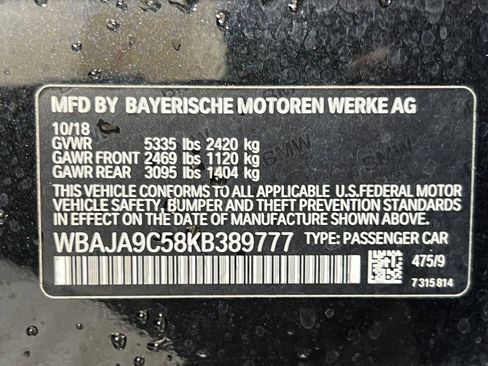 MFD BY BAYERISCHE MOTOREN WERKE AG
10/18
GVWR 5335 lbs 2420 kg
GAWR FRONT 2469 lbs 1120 kg
GAWR REAR 3095 lbs 1404 kg
THIS VEHICLE CONFORMS TO ALL APPLICABLE U.S.FEDERAL MOTOR
VEHICLE SAFETY, BUMPER AND THEFT PREVENTION STANDARDS
IN EFFECT ON THE DATE OF MANUFACTURE SHOWN ABOVE.
WBAJA9C58KB389777 TYPE: PASSENGER CAR
475/9
7 315 814